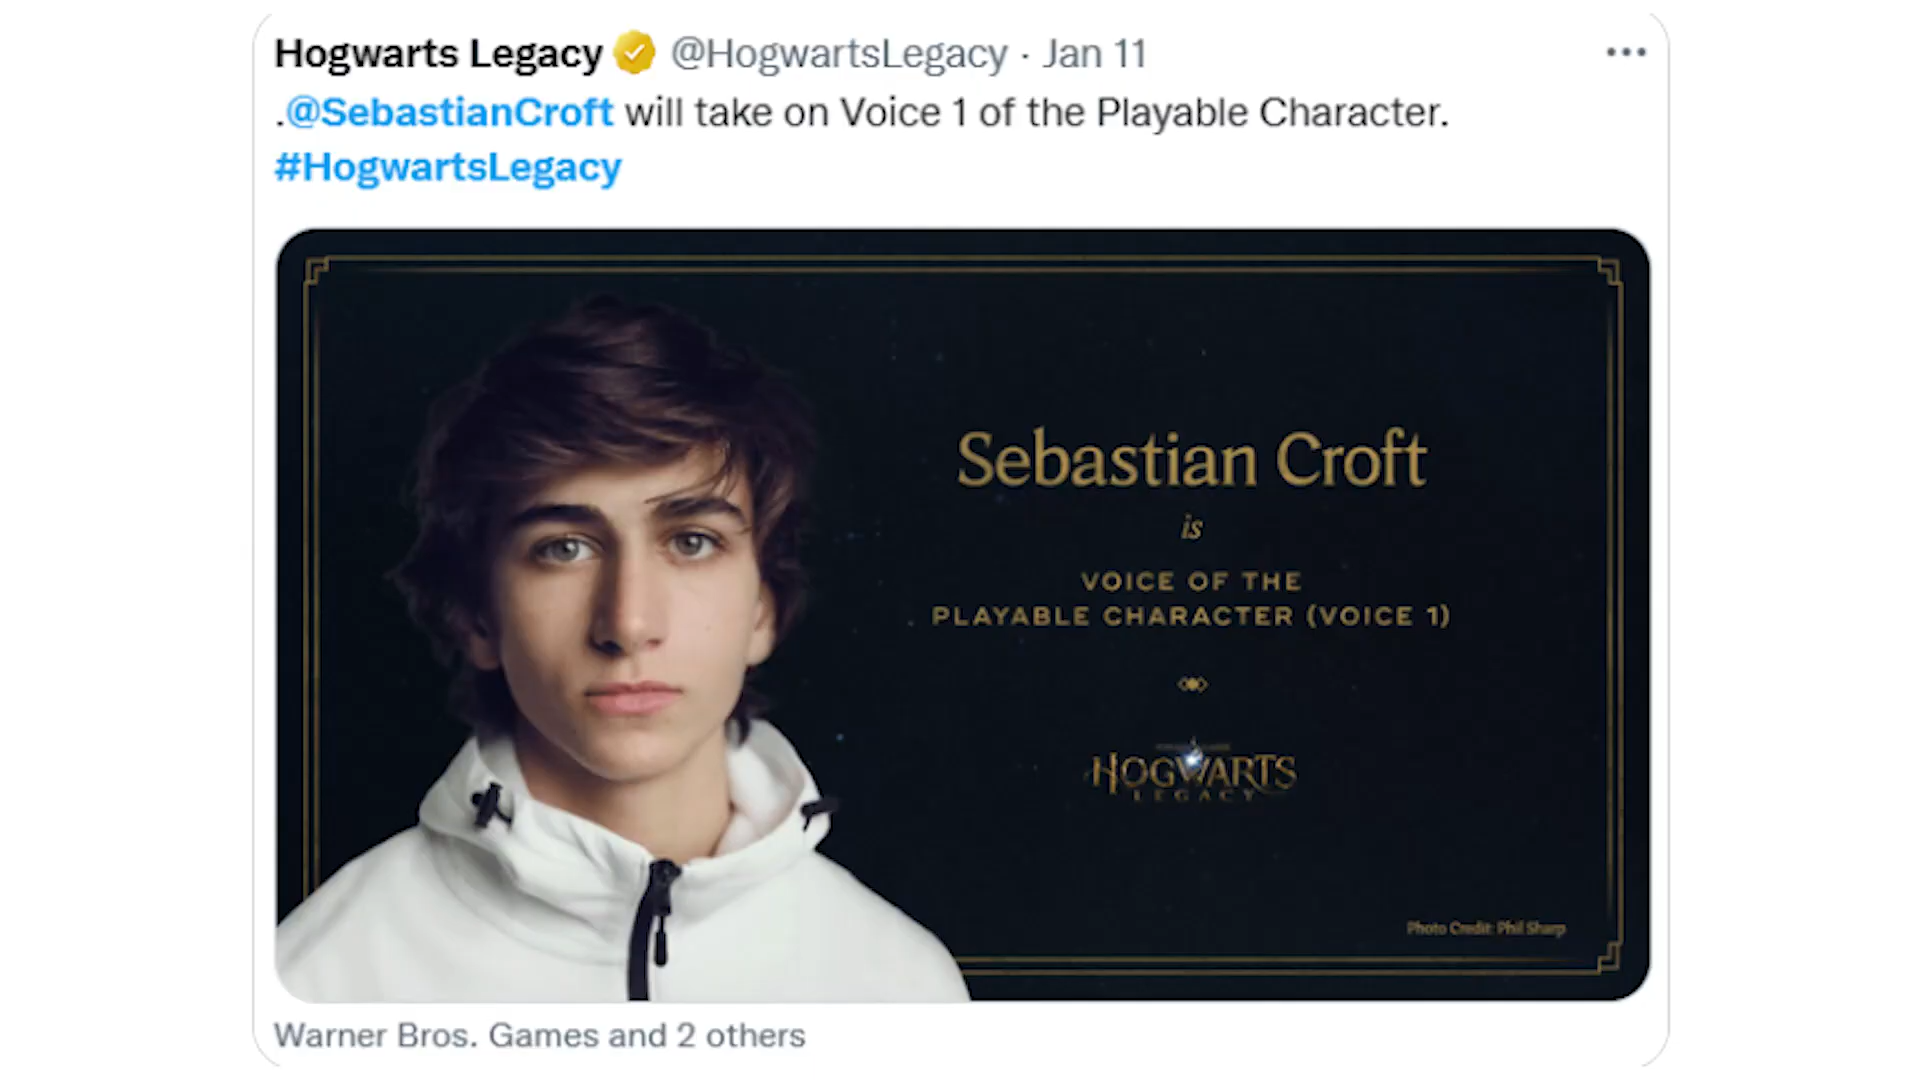 Hogwarts Legacy @HogwartsLegacy · Jan 11
.@SebastianCroft will take on Voice 1 of the Playable Character.
#HogwartsLegacy
Sebastian Croft
is
VOICE OF THE
PLAYABLE CHARACTER (VOICE 1)
HOGWARTS
LEGACY
Photo Credit: Phil Sharp
Warner Bros. Games and 2 others